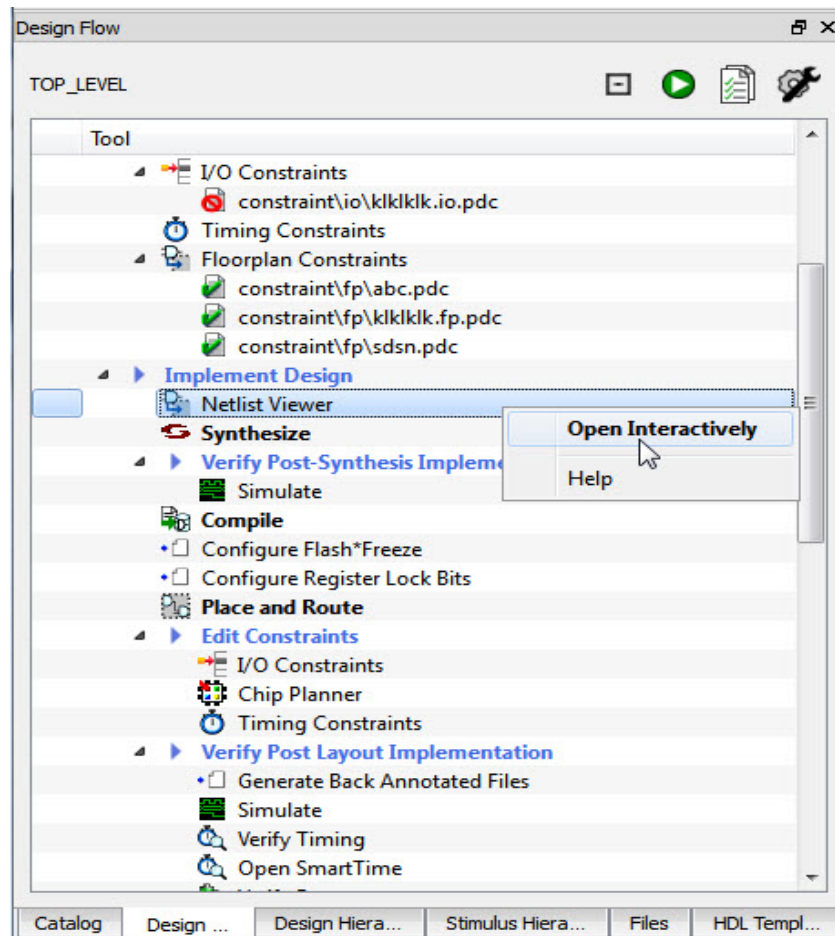 Design Flow
TOP_LEVEL
Tool
I/O Constraints
constraint\io\klklklk.io.pdc
Timing Constraints
Floorplan Constraints
constraint\fp\abc.pdc
constraint\fp\klklklk.fp.pdc
constraint\fp\sdsn.pdc
Implement Design
Netlist Viewer
Open Interactively
Synthesize
Verify Post-Synthesis Impleme
Help
Simulate
Compile
Configure Flash*Freeze
Configure Register Lock Bits
Place and Route
Edit Constraints
I/O Constraints
Chip Planner
Timing Constraints
Verify Post Layout Implementation
Generate Back Annotated Files
Simulate
Verify Timing
Open SmartTime
Catalog Design ... Design Hiera... Stimulus Hiera... Files HDL Templ...